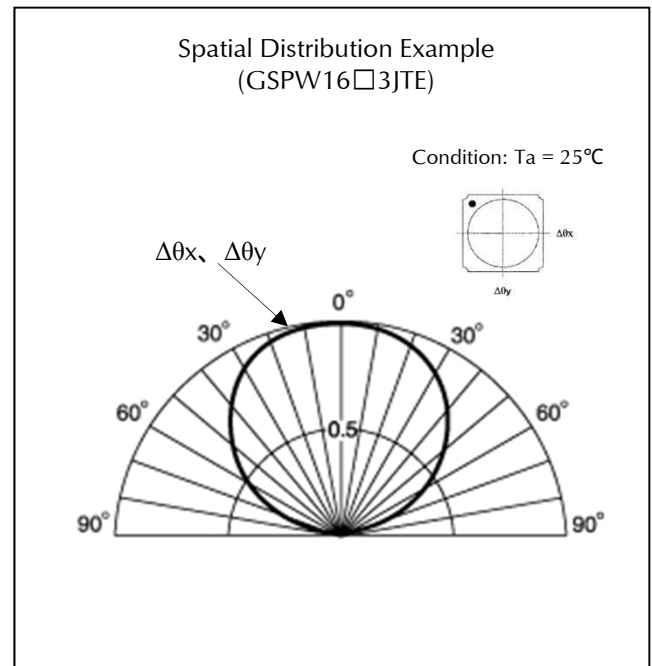 Spatial Distribution Example
(GSPW16□3JTE)
Condition: Ta = 25℃
Δθx
Δθy
Δθx、Δθy
0°
30°
30°
60°
60°
0.5
90°
90°